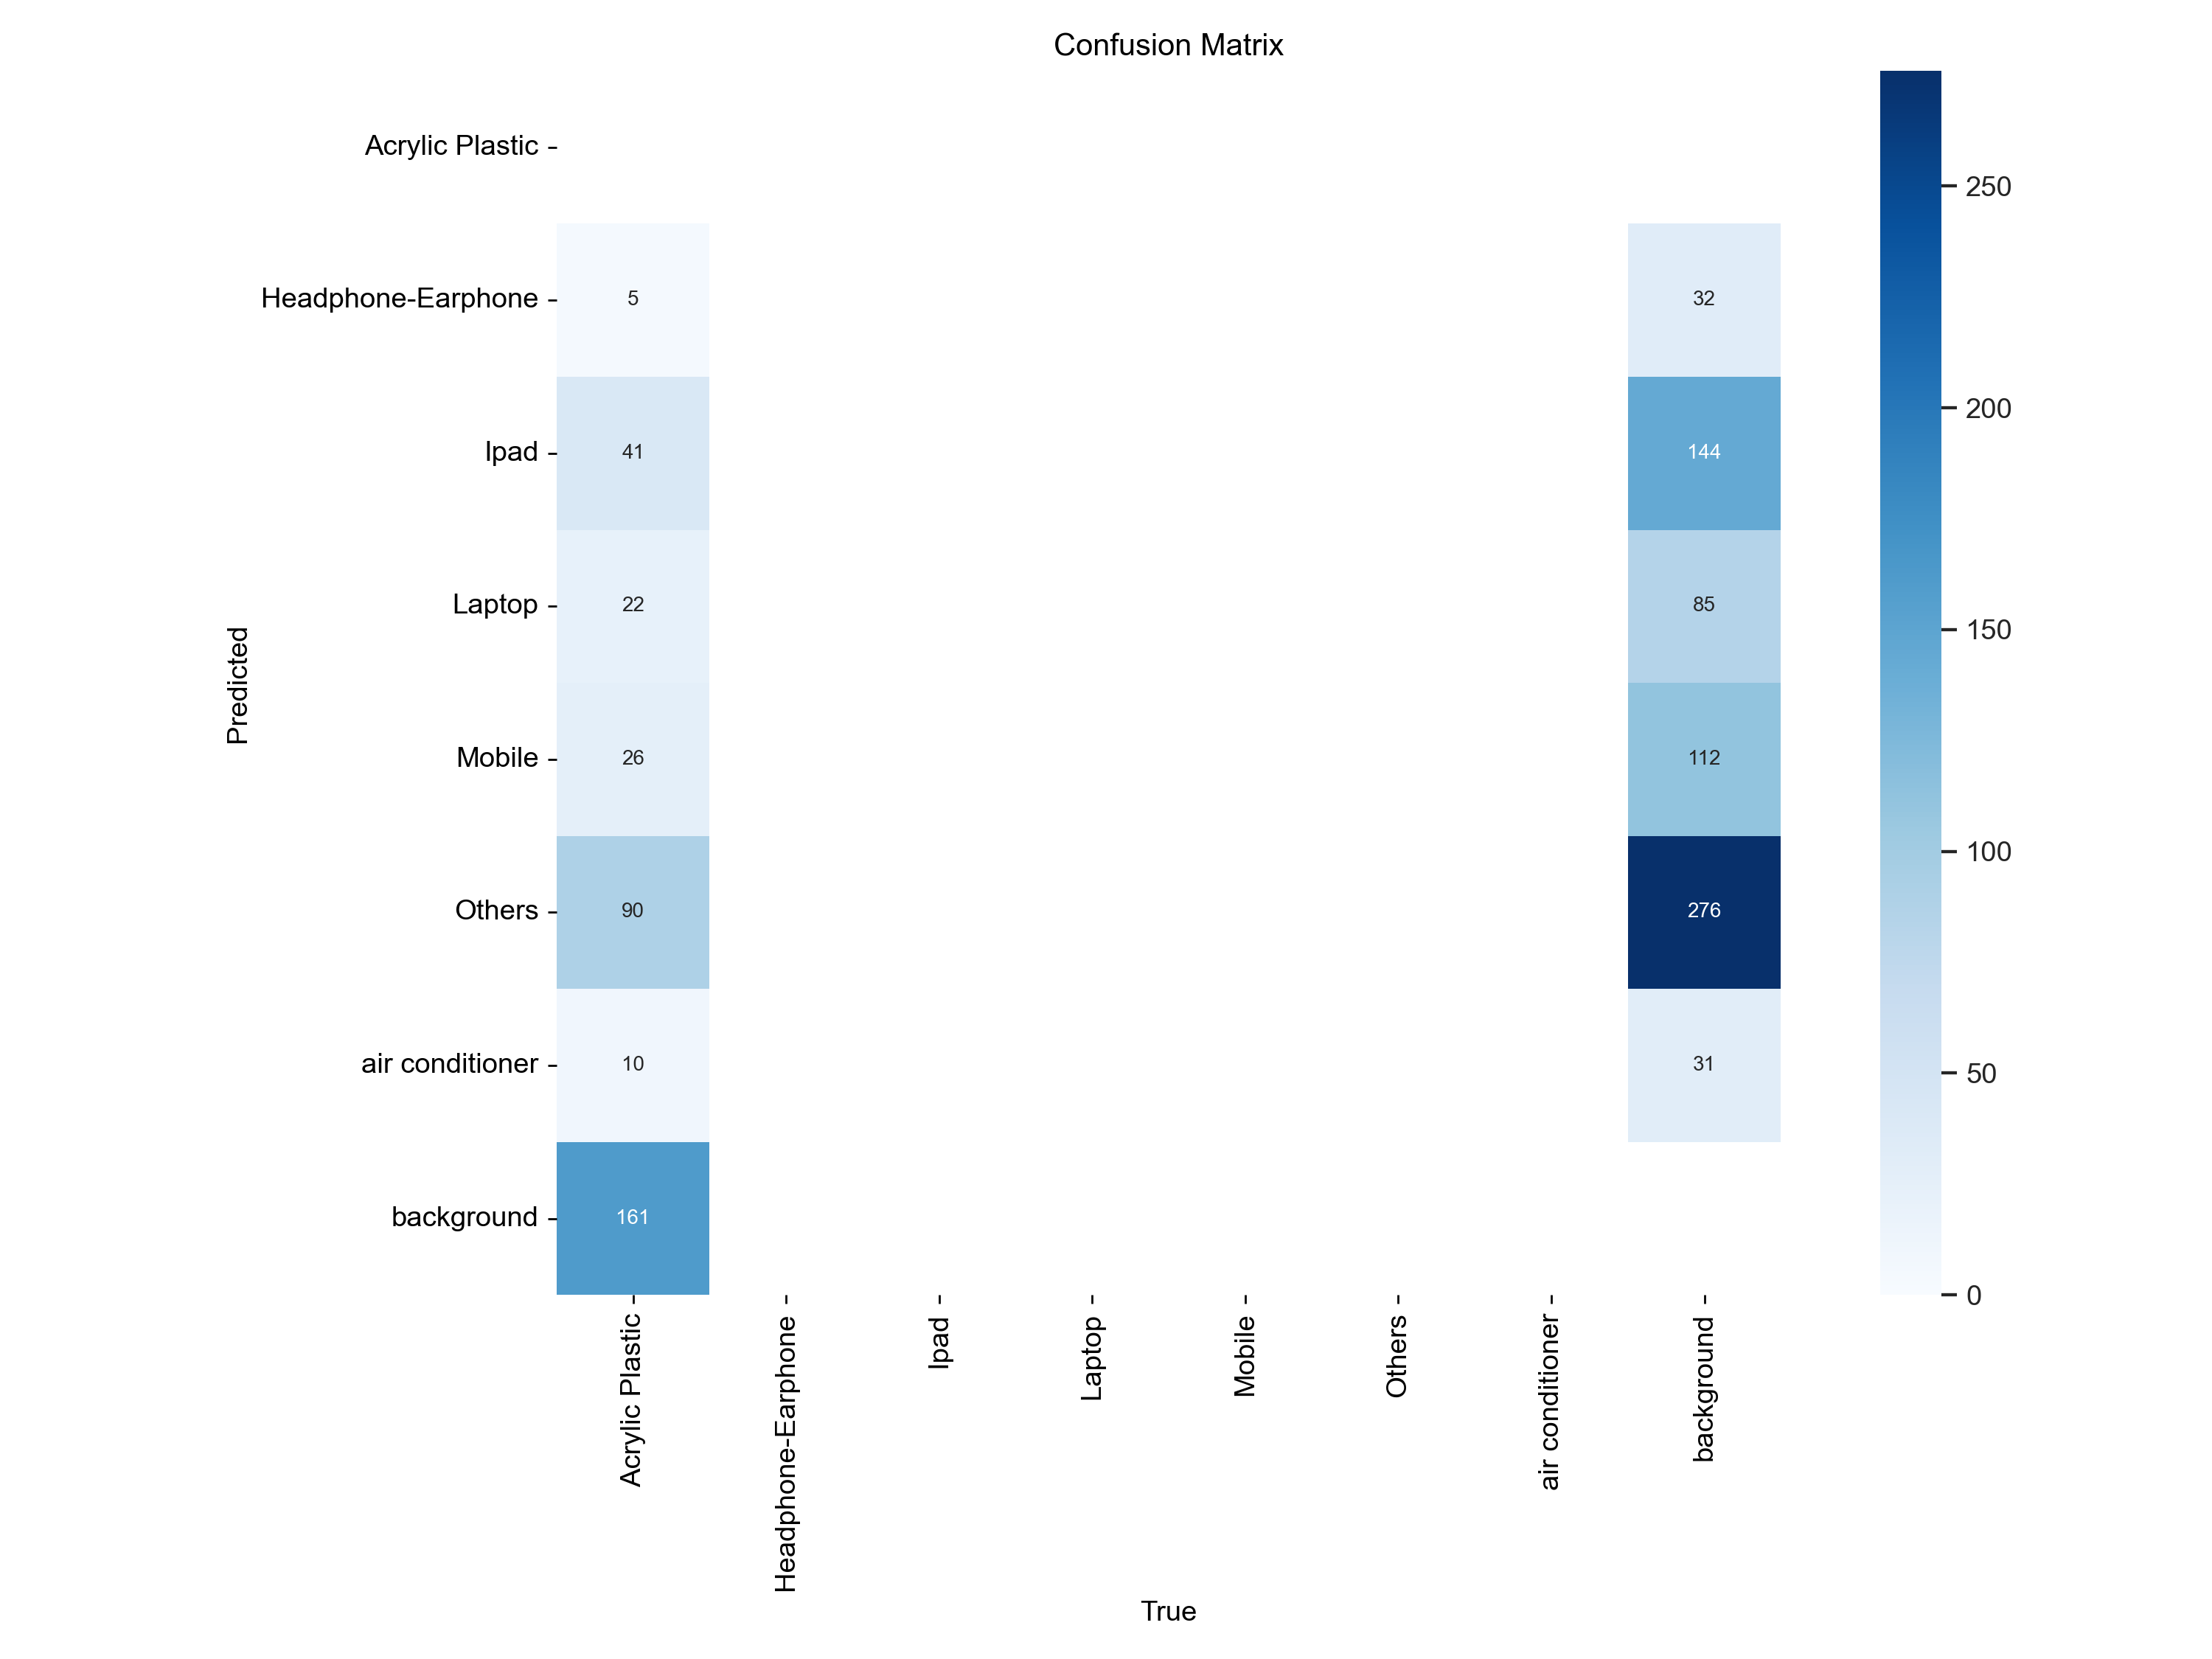 Confusion Matrix
Acrylic Plastic
Headphone-Earphone
Ipad
Laptop
Mobile
Others
air conditioner
background
Predicted
5
32
41
144
22
85
26
112
90
276
10
31
161
250
200
150
100
50
0
Acrylic Plastic
Headphone-Earphone
Ipad
Laptop
Mobile
Others
air conditioner
background
True